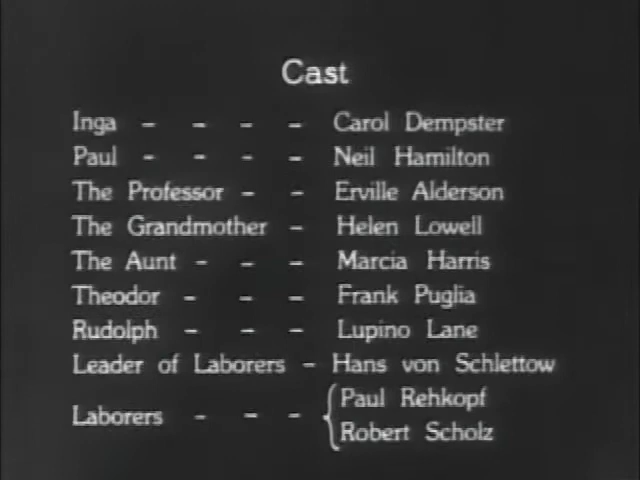 Cast
Inga - - - - Carol Dempster
Paul - - - - Neil Hamilton
The Professor - - Erville Alderson
The Grandmother - Helen Lowell
The Aunt - - - Marcia Harris
Theodor - - - Frank Puglia
Rudolph - - - Lupino Lane
Leader of Laborers - Hans von Schlettow
Laborers - - - { Paul Rehkopf
Robert Scholz